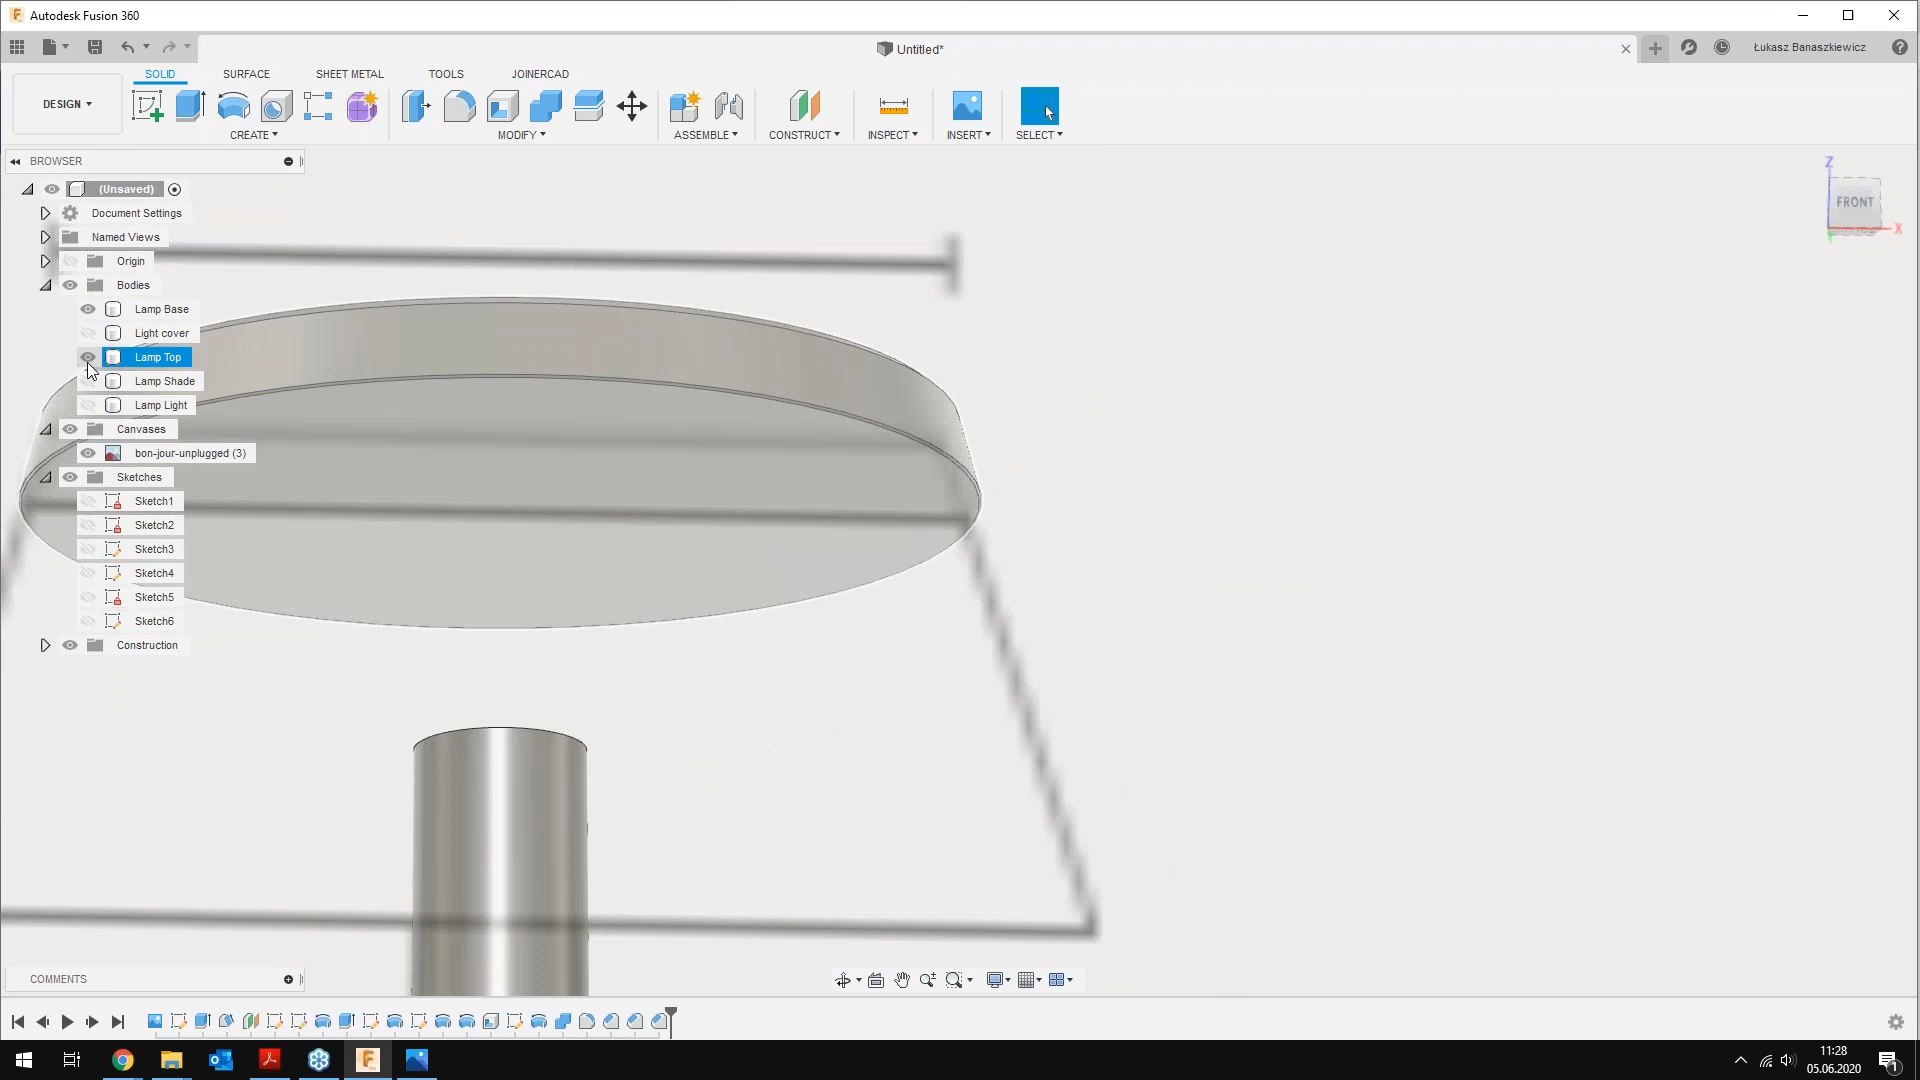 Autodesk Fusion 360
Untitled*
Łukasz Banaszkiewicz
SOLID SURFACE SHEET METAL TOOLS JOINERCAD
DESIGN
CREATE MODIFY ASSEMBLE CONSTRUCT INSPECT INSERT SELECT
BROWSER
(Unsaved)
Document Settings
Named Views
Origin
Bodies
Lamp Base
Light cover
Lamp Top
Lamp Shade
Lamp Light
Canvases
bon-jour-unplugged (3)
Sketches
Sketch1
Sketch2
Sketch3
Sketch4
Sketch5
Sketch6
Construction
Z
FRONT
X
COMMENTS
11:28
05.06.2020
1